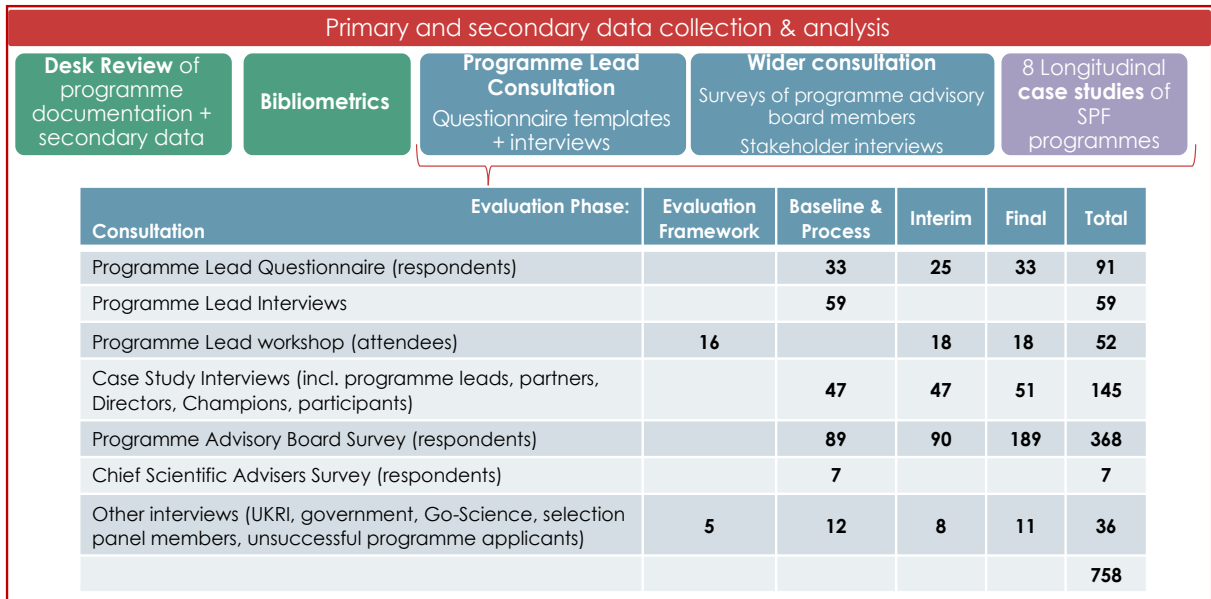 Primary and secondary data collection & analysis
Desk Review of
programme
documentation +
secondary data
Bibliometrics
Programme Lead
Consultation
Questionnaire templates
+ interviews
Wider consultation
Surveys of programme advisory
board members
Stakeholder interviews
8 Longitudinal
case studies of
SPF
programmes
Evaluation Phase:
Consultation
Evaluation
Framework
Baseline &
Process
Interim
Final
Total
Programme Lead Questionnaire (respondents) 33 25 33 91
Programme Lead Interviews 59 59
Programme Lead workshop (attendees) 16 18 18 52
Case Study Interviews (incl. programme leads, partners,
Directors, Champions, participants) 47 47 51 145
Programme Advisory Board Survey (respondents) 89 90 189 368
Chief Scientific Advisers Survey (respondents) 7 7
Other interviews (UKRI, government, Go-Science, selection
panel members, unsuccessful programme applicants) 5 12 8 11 36
758